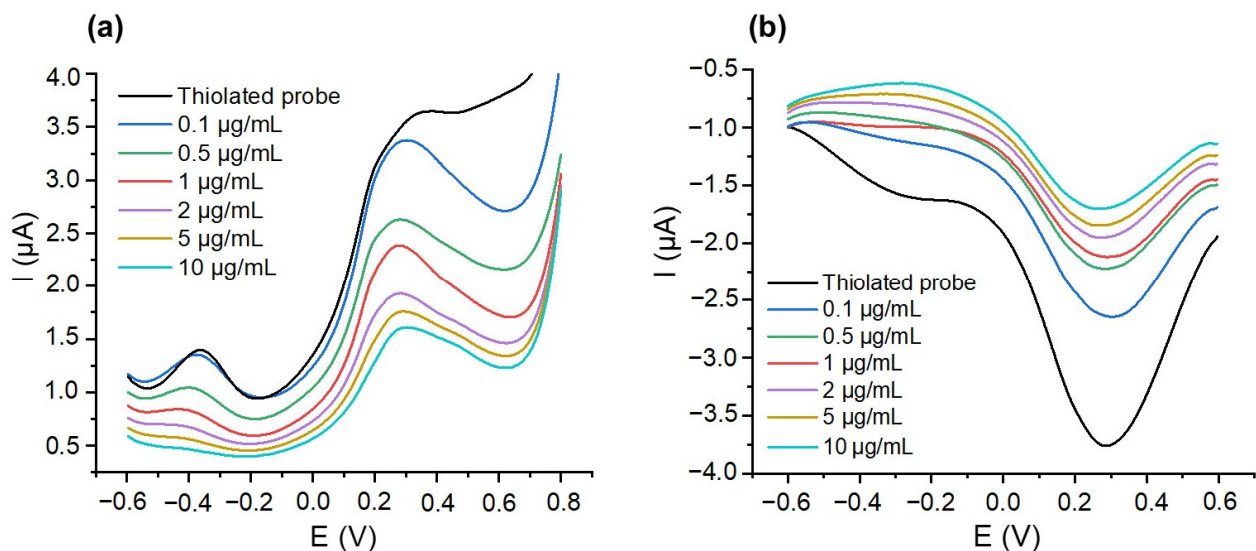 (a)
4.0
3.5
3.0
2.5
2.0
1.5
1.0
0.5
I (µA)
Thiolated probe
0.1 µg/mL
0.5 µg/mL
1 µg/mL
2 µg/mL
5 µg/mL
10 µg/mL
−0.6 −0.4 −0.2 0.0 0.2 0.4 0.6 0.8
E (V)
(b)
−0.5
−1.0
−1.5
−2.0
−2.5
−3.0
−3.5
−4.0
I (µA)
Thiolated probe
0.1 µg/mL
0.5 µg/mL
1 µg/mL
2 µg/mL
5 µg/mL
10 µg/mL
−0.6 −0.4 −0.2 0.0 0.2 0.4 0.6
E (V)